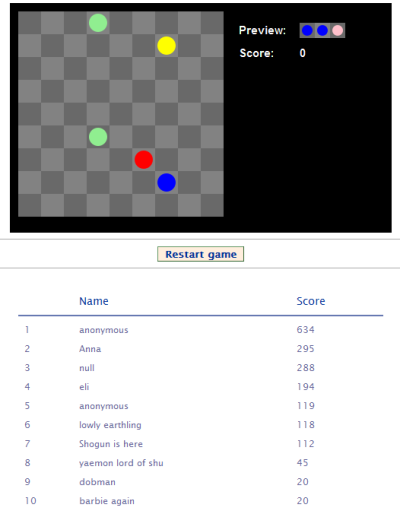 Preview:
Score: 0
Restart game
Name Score
1 anonymous 634
2 Anna 295
3 null 288
4 eli 194
5 anonymous 119
6 lowly earthling 118
7 Shogun is here 112
8 yaemon lord of shu 45
9 dobman 20
10 barbie again 20